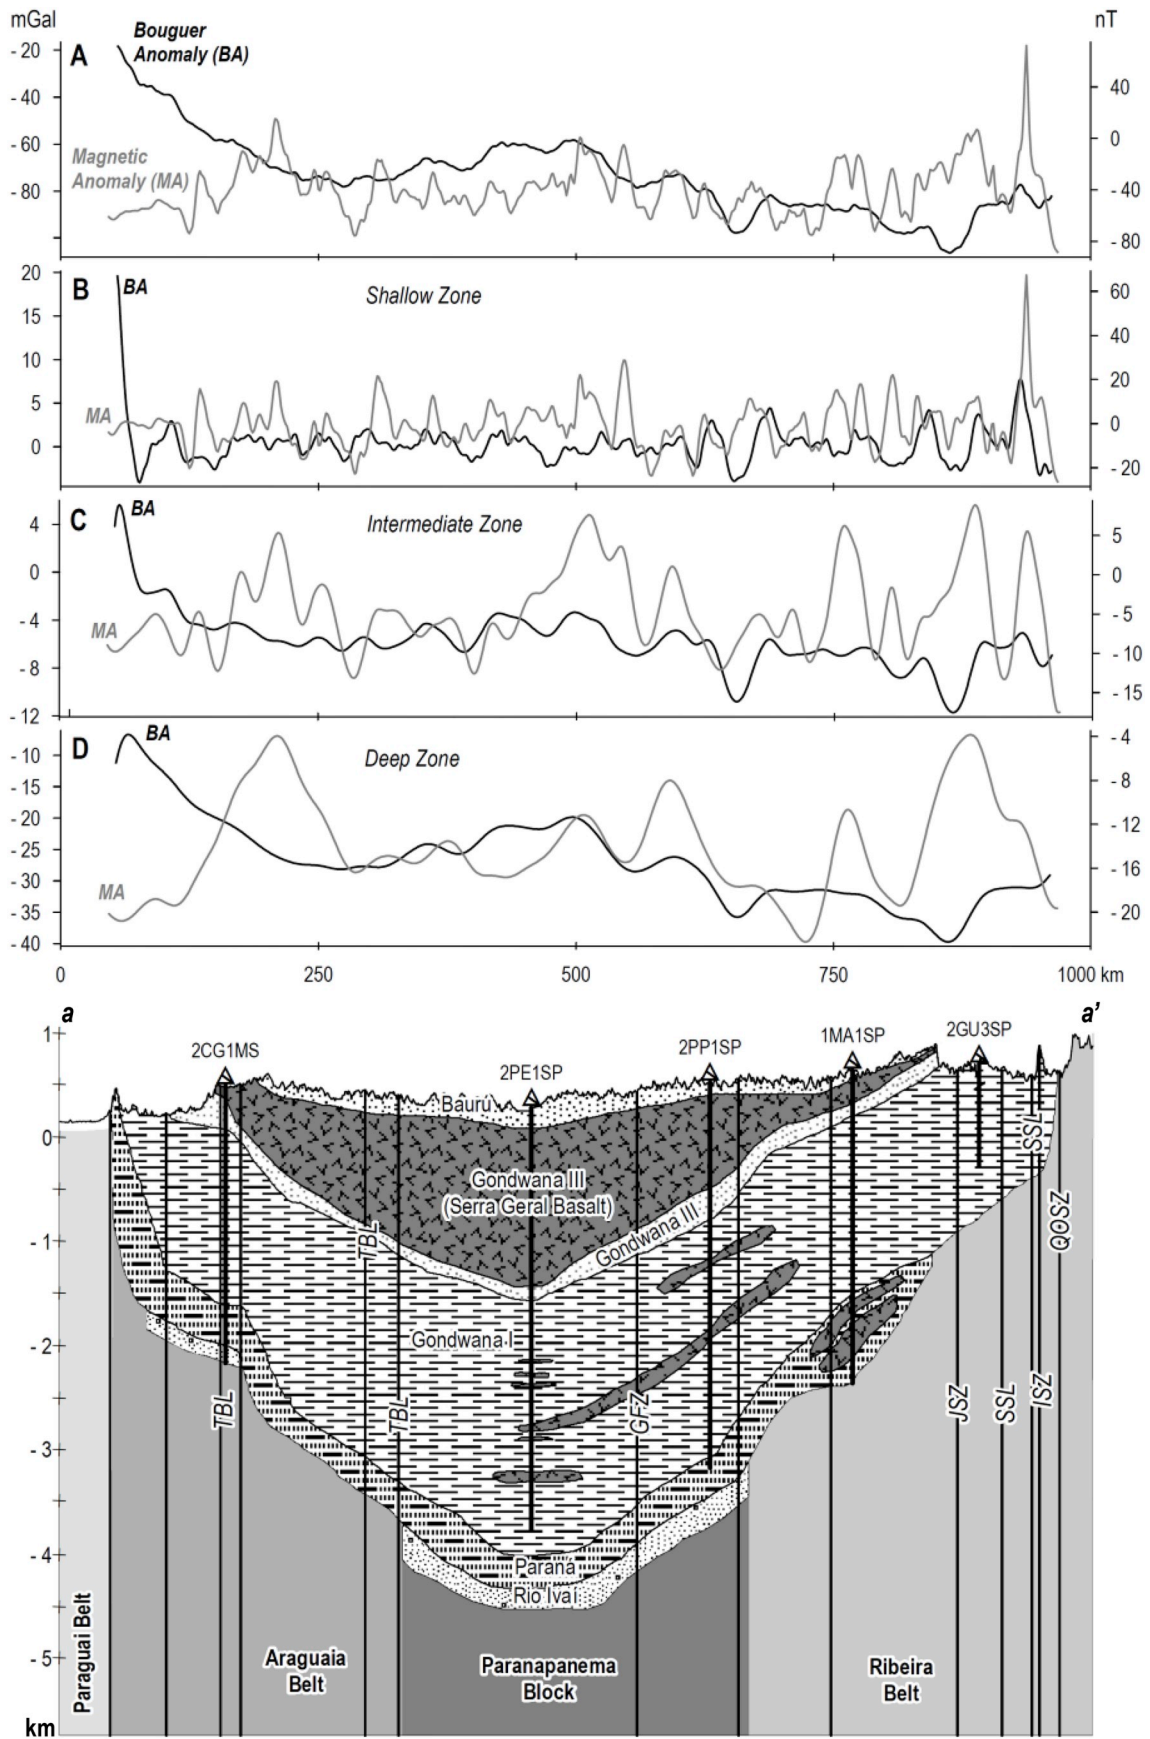 mGal
nT
Bouguer
Anomaly (BA)
A
- 20
- 40
- 60
- 80
40
0
- 40
- 80
Magnetic
Anomaly (MA)
B
BA
Shallow Zone
MA
20
15
10
5
0
60
40
20
0
- 20
C
BA
Intermediate Zone
MA
4
0
- 4
- 8
- 12
5
0
- 5
- 10
- 15
D
BA
Deep Zone
MA
- 10
- 15
- 20
- 25
- 30
- 35
- 40
- 4
- 8
- 12
- 16
- 20
0
250
500
750
1000 km
a
a'
2CG1MS
2PE1SP
2PP1SP
1MA1SP
2GU3SP
1
0
- 1
- 2
- 3
- 4
- 5
km
Bauru
Gondwana III
(Serra Geral Basalt)
Gondwana III
Gondwana I
TBL
TBL
TBL
GFZ
SSL
QOSZ
JSZ
SSL
ISZ
Paraná
Rio Ivaí
Paraguai Belt
Araguaia
Belt
Paranapanema
Block
Ribeira
Belt